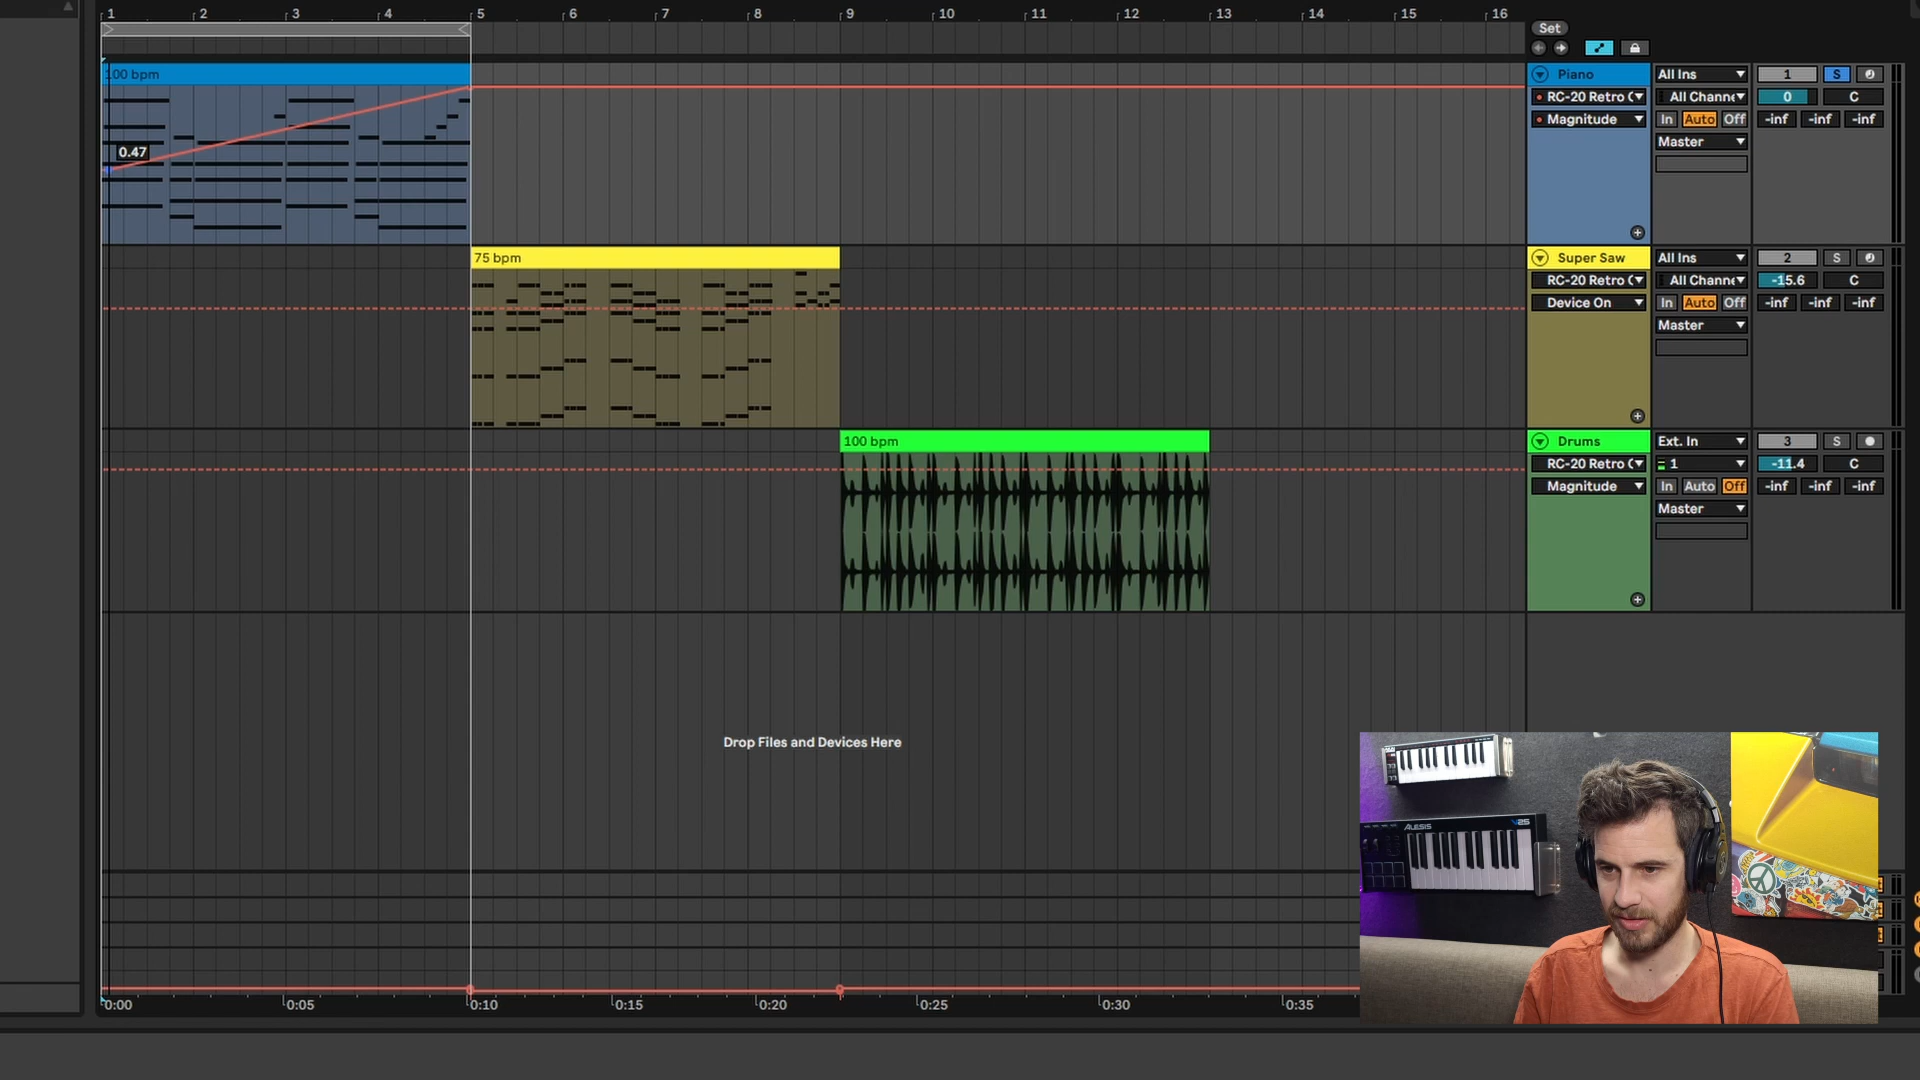 1 2 3 4 5 6 7 8 9 10 11 12 13 14 15 16
Set
100 bpm
0.47
Piano
All Ins
1
S
RC-20 Retro (
All Channe
0
C
Magnitude
In Auto Off
-inf -inf -inf
Master
75 bpm
Super Saw
All Ins
2
S
RC-20 Retro (
All Channe
-15.6
C
Device On
In Auto Off
-inf -inf -inf
Master
100 bpm
Drums
Ext. In
3
S
RC-20 Retro (
1
-11.4
C
Magnitude
In Auto Off
-inf -inf -inf
Master
Drop Files and Devices Here
ALESIS
V25
0:00 0:05 0:10 0:15 0:20 0:25 0:30 0:35